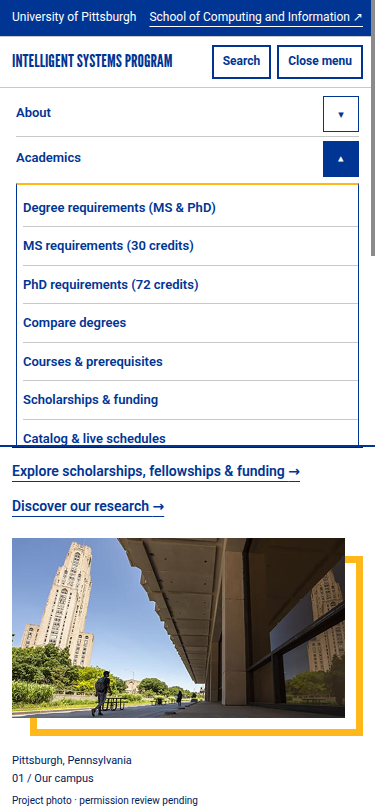 University of Pittsburgh School of Computing and Information ↗
INTELLIGENT SYSTEMS PROGRAM Search Close menu
About ▾
Academics ▴
Degree requirements (MS & PhD)
MS requirements (30 credits)
PhD requirements (72 credits)
Compare degrees
Courses & prerequisites
Scholarships & funding
Catalog & live schedules
Explore scholarships, fellowships & funding →
Discover our research →
Pittsburgh, Pennsylvania
01 / Our campus
Project photo · permission review pending